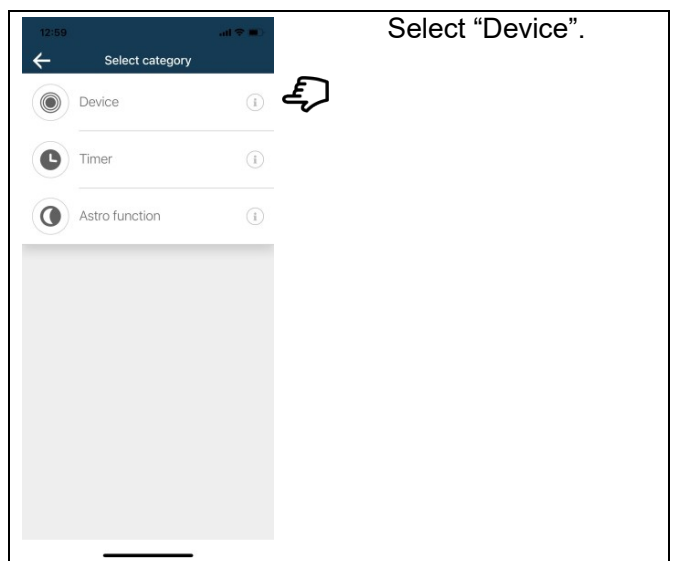 12:59
Select “Device”.
Select category
Device
Timer
Astro function